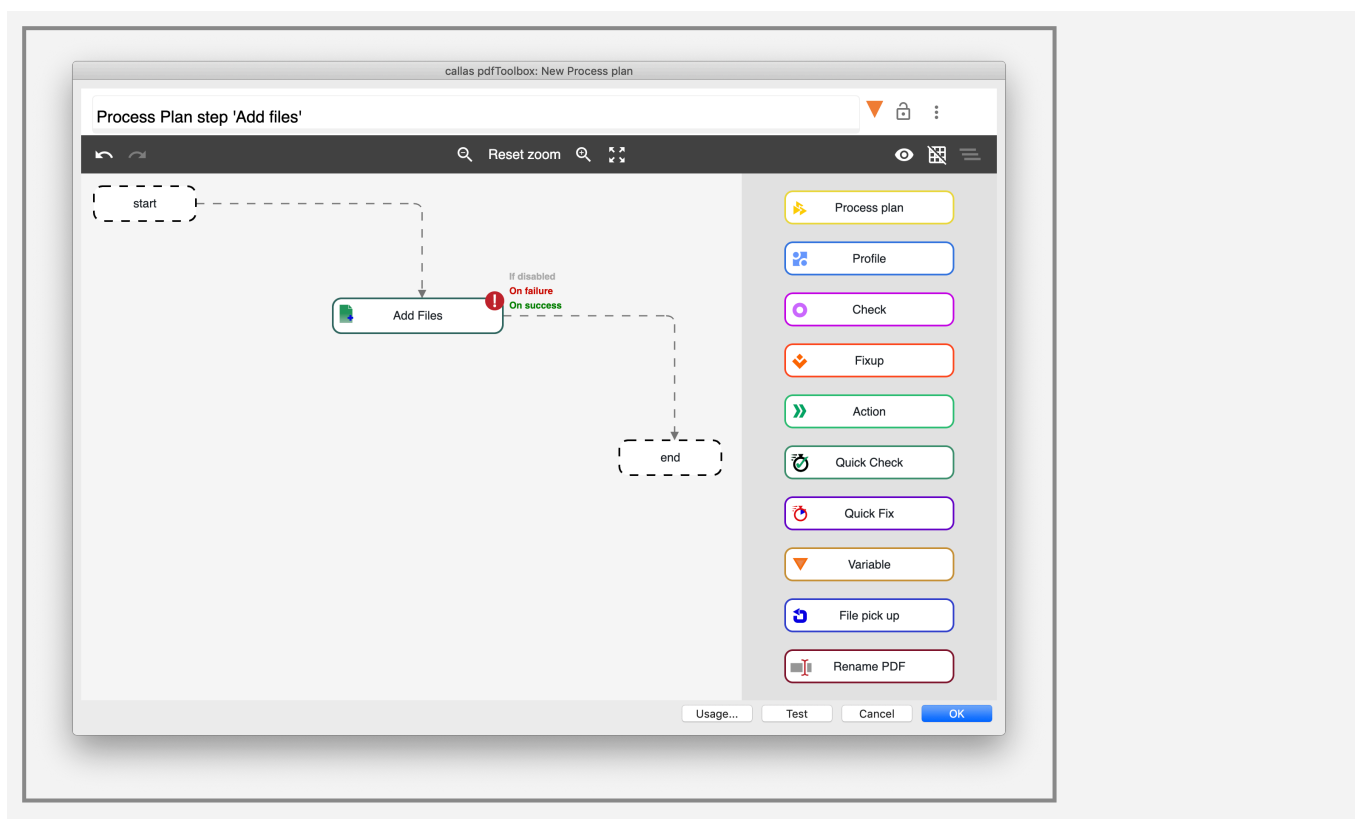 callas pdfToolbox: New Process plan
Process Plan step 'Add files'
Reset zoom
start
If disabled
On failure
On success
Add Files
end
Process plan
Profile
Check
Fixup
Action
Quick Check
Quick Fix
Variable
File pick up
Rename PDF
Usage...
Test
Cancel
OK